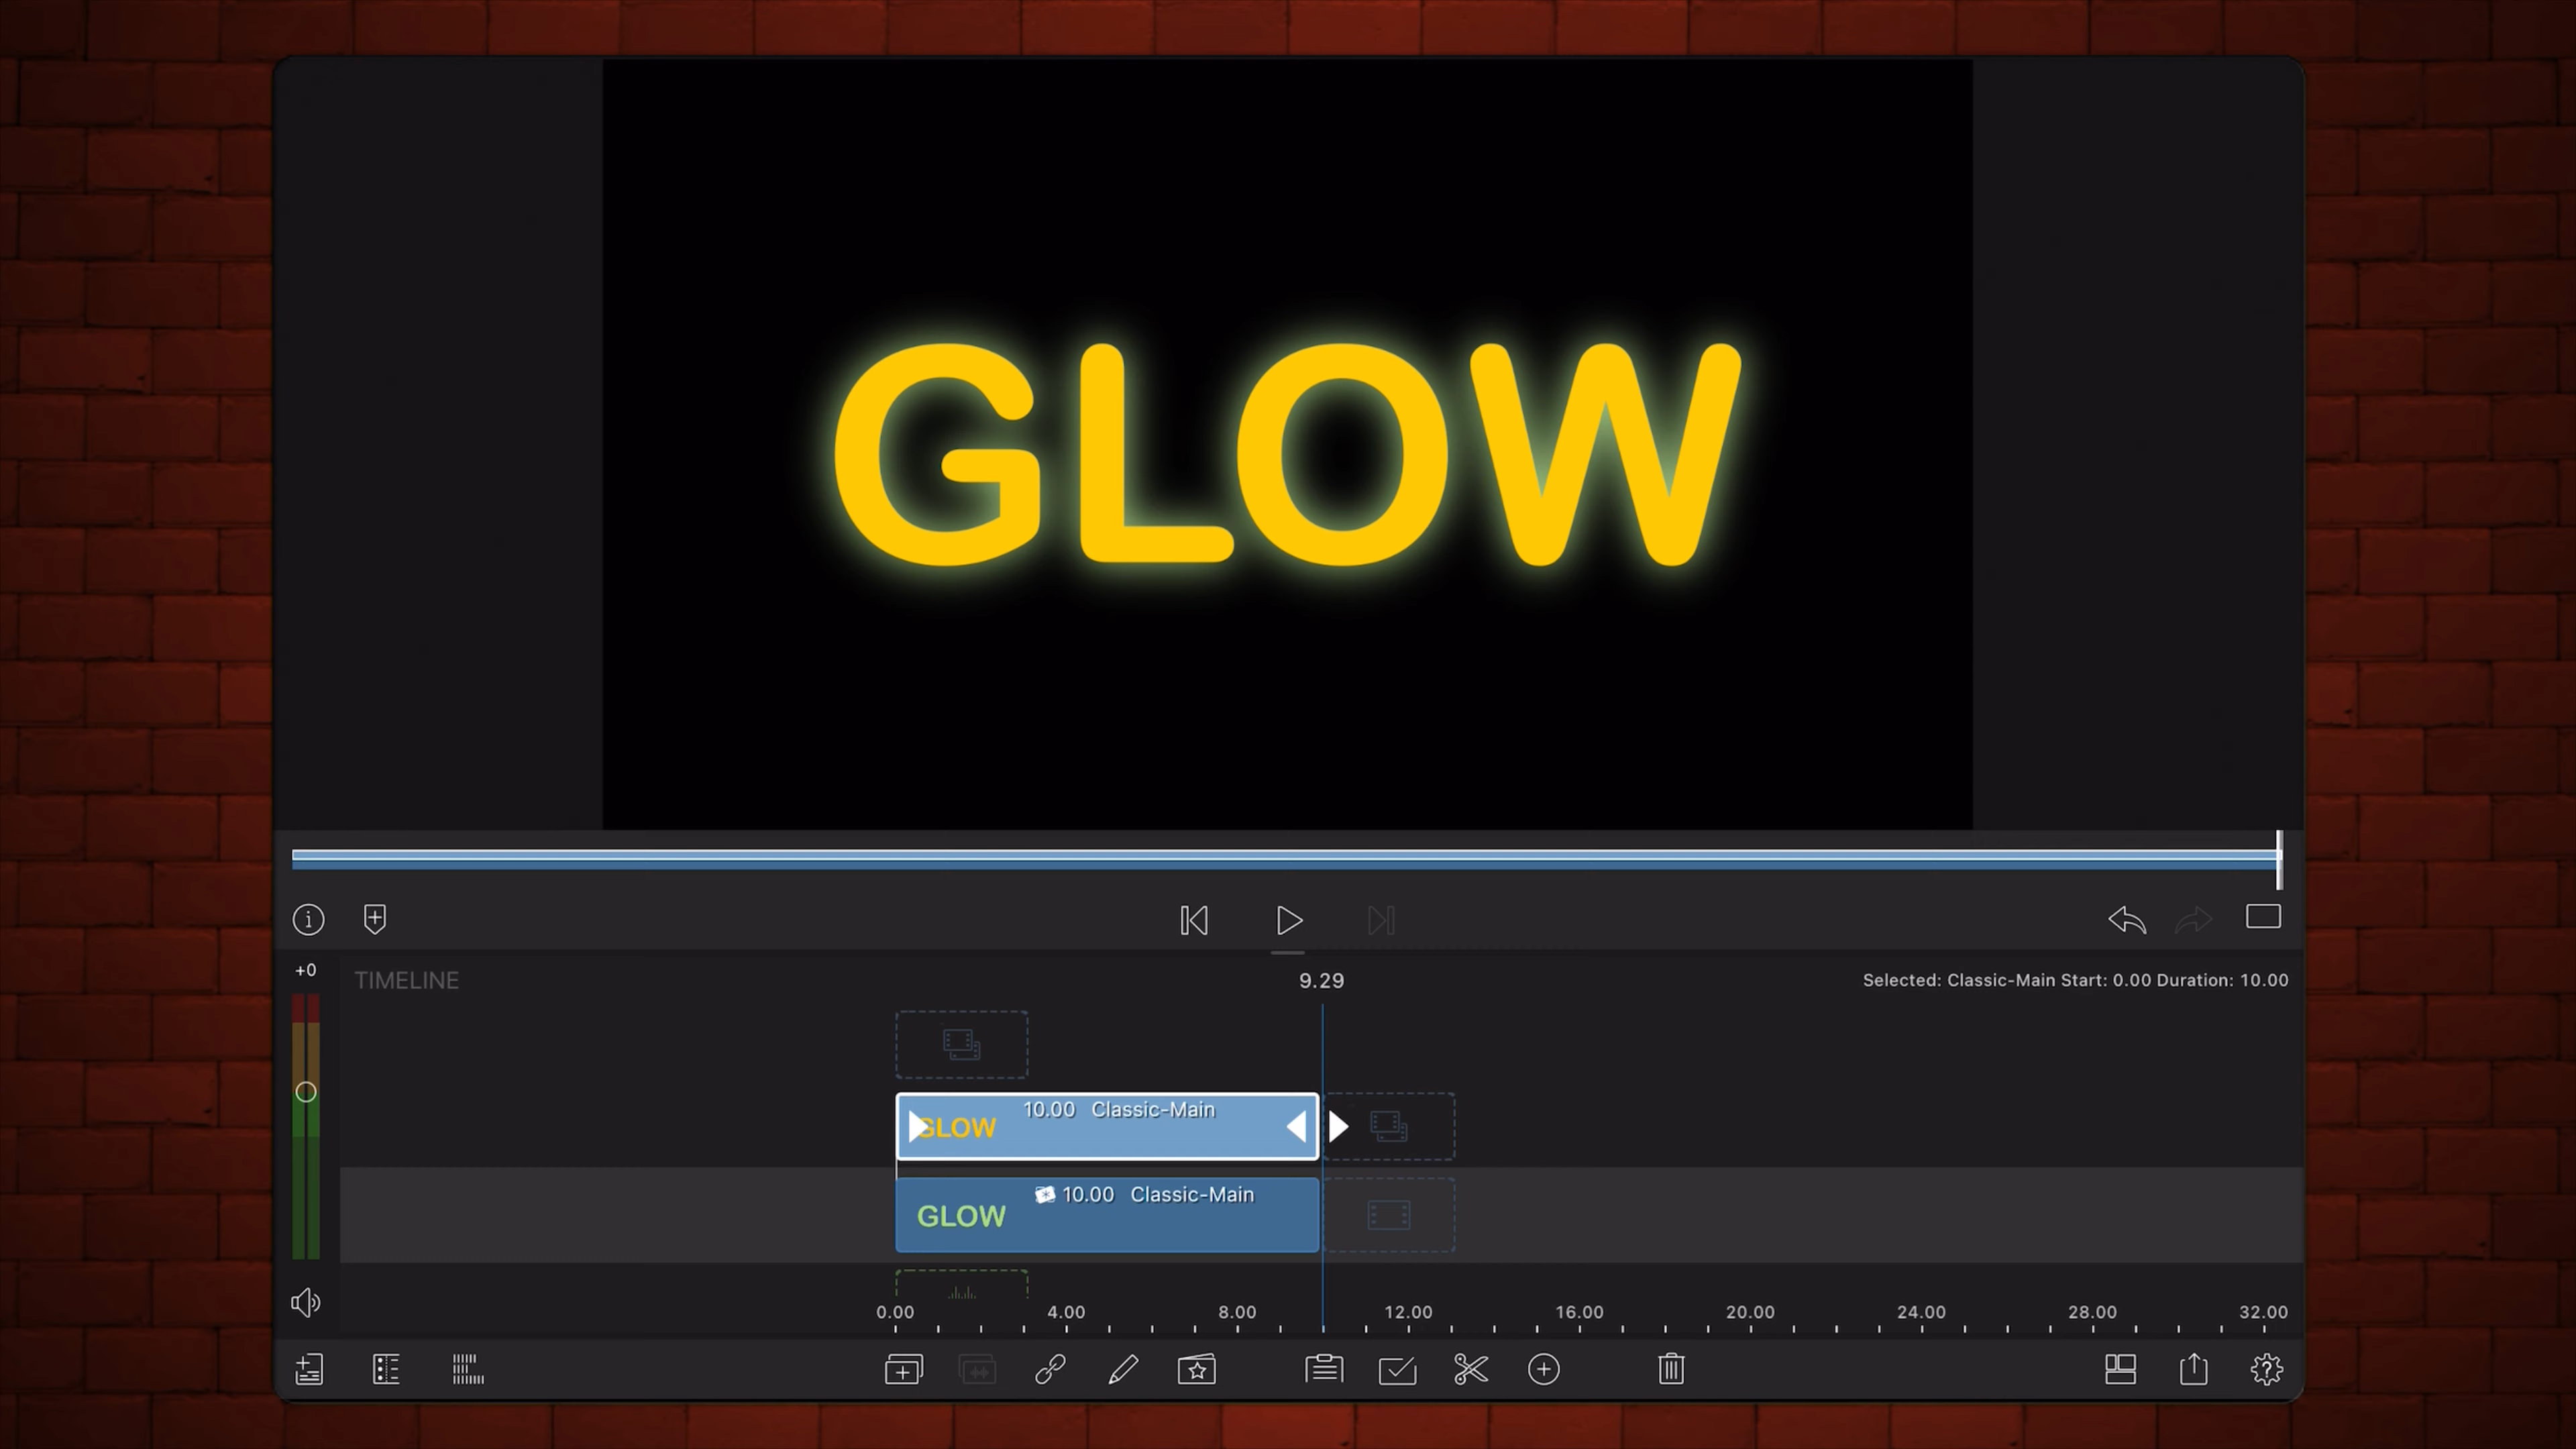 GLOW
+0
TIMELINE
9.29
Selected: Classic-Main Start: 0.00 Duration: 10.00
10.00 Classic-Main
GLOW
10.00 Classic-Main
GLOW
0.00 4.00 8.00 12.00 16.00 20.00 24.00 28.00 32.00